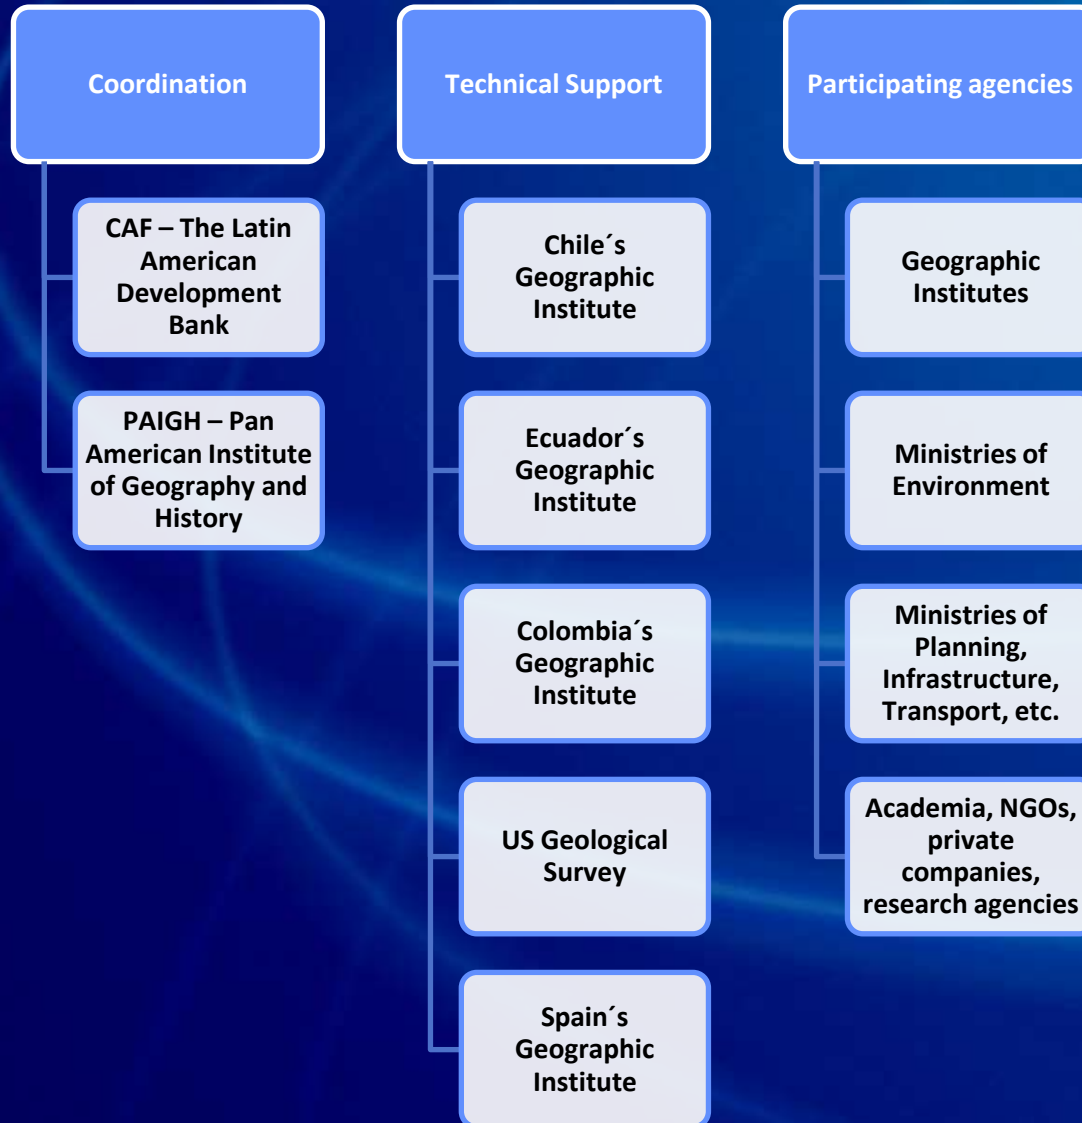 Coordination
CAF – The Latin
American
Development
Bank
PAIGH – Pan
American Institute
of Geography and
History
Technical Support
Chile´s
Geographic
Institute
Ecuador´s
Geographic
Institute
Colombia´s
Geographic
Institute
US Geological
Survey
Spain´s
Geographic
Institute
Participating agencies
Geographic
Institutes
Ministries of
Environment
Ministries of
Planning,
Infrastructure,
Transport, etc.
Academia, NGOs,
private
companies,
research agencies